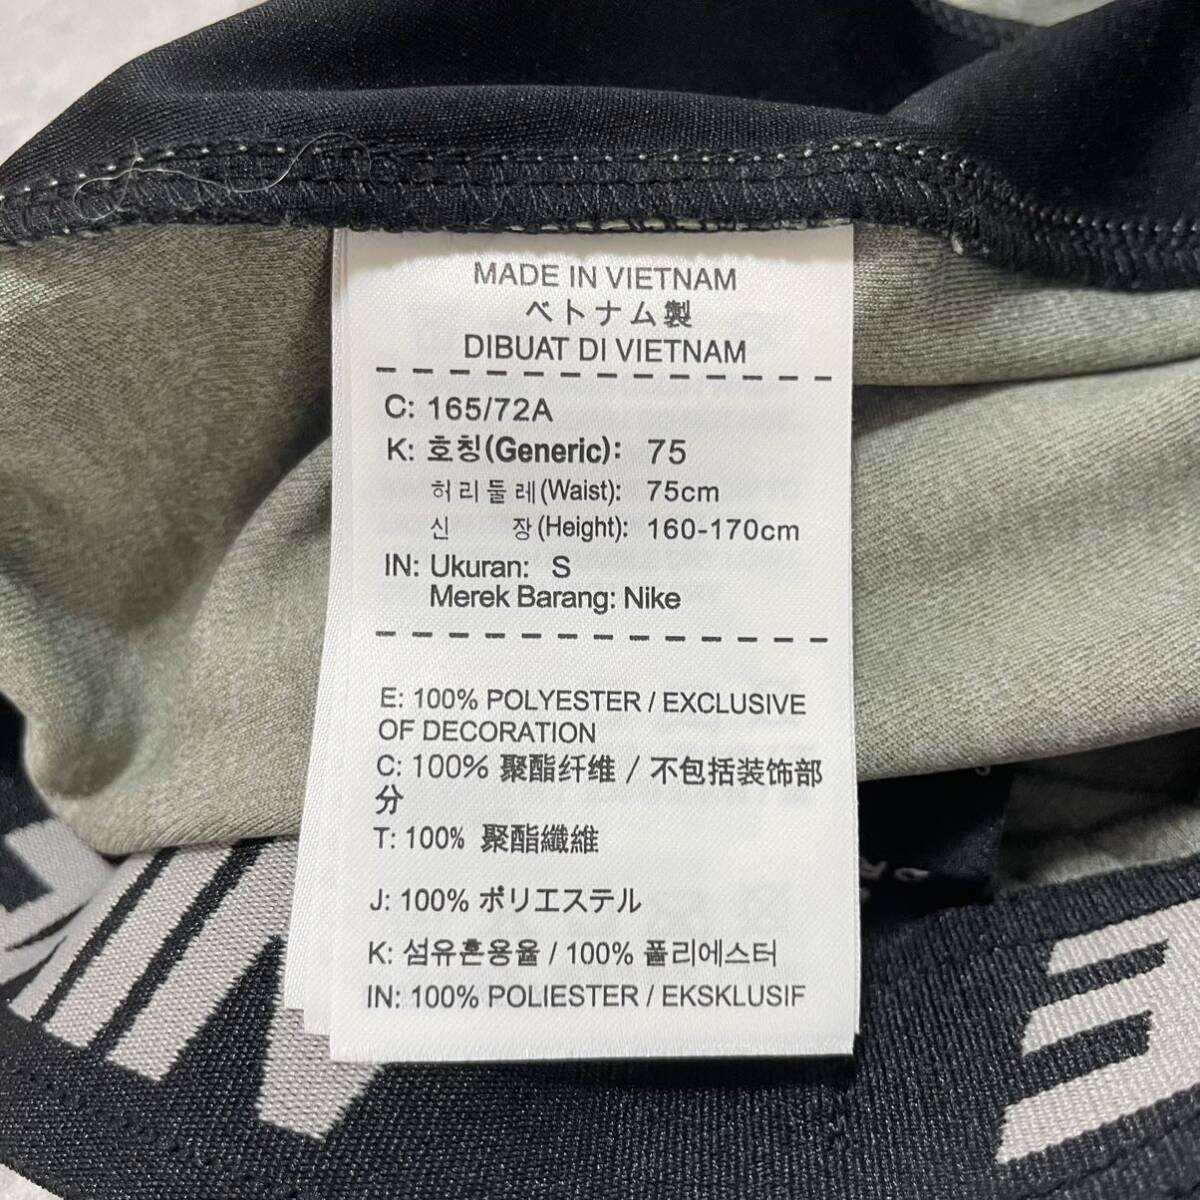 MADE IN VIETNAM
ベトナム製
DIBUAT DI VIETNAM
C: 165/72A
K: 호칭(Generic): 75
허리둘레(Waist): 75cm
신 장(Height): 160-170cm
IN: Ukuran: S
Merek Barang: Nike
E: 100% POLYESTER / EXCLUSIVE
OF DECORATION
C: 100% 聚酯纤维 / 不包括装饰部
分
T: 100% 聚酯纖維
J: 100% ポリエステル
K: 섬유혼용율 / 100% 폴리에스터
IN: 100% POLIESTER / EKSKLUSIF